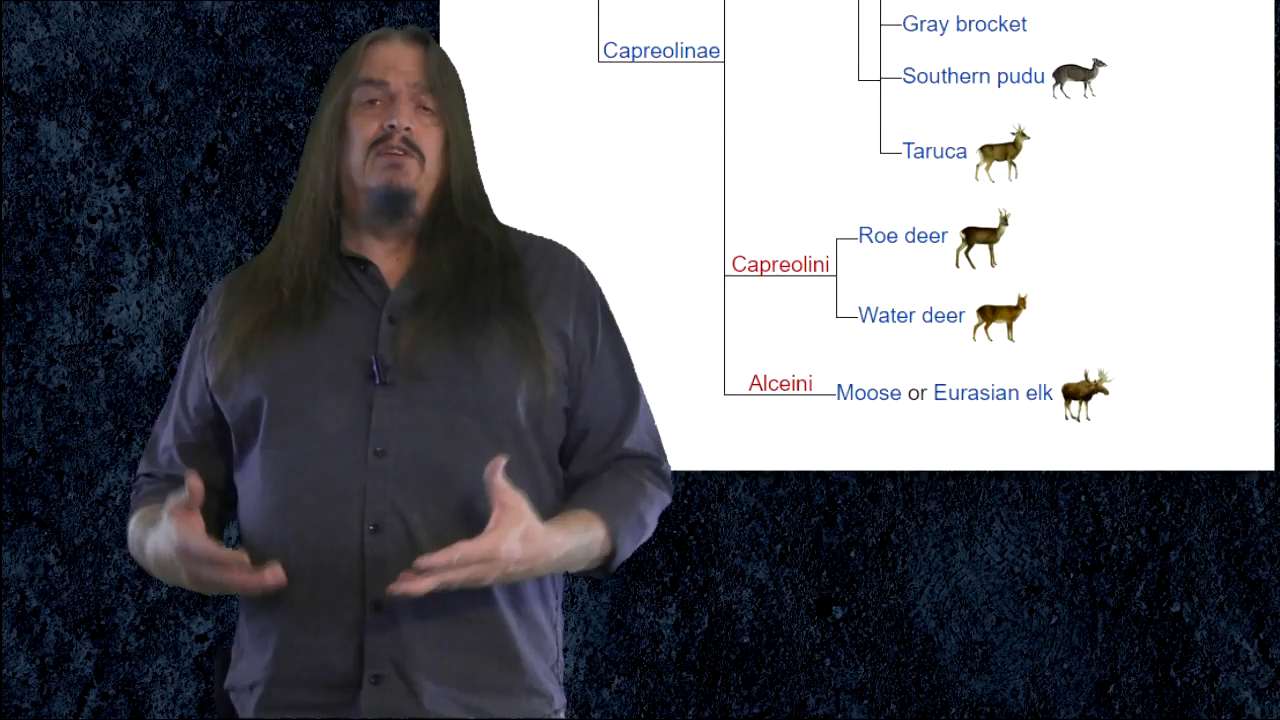 Gray brocket
Capreolinae
Southern pudu
Taruca
Roe deer
Capreolini
Water deer
Alceini
Moose or Eurasian elk